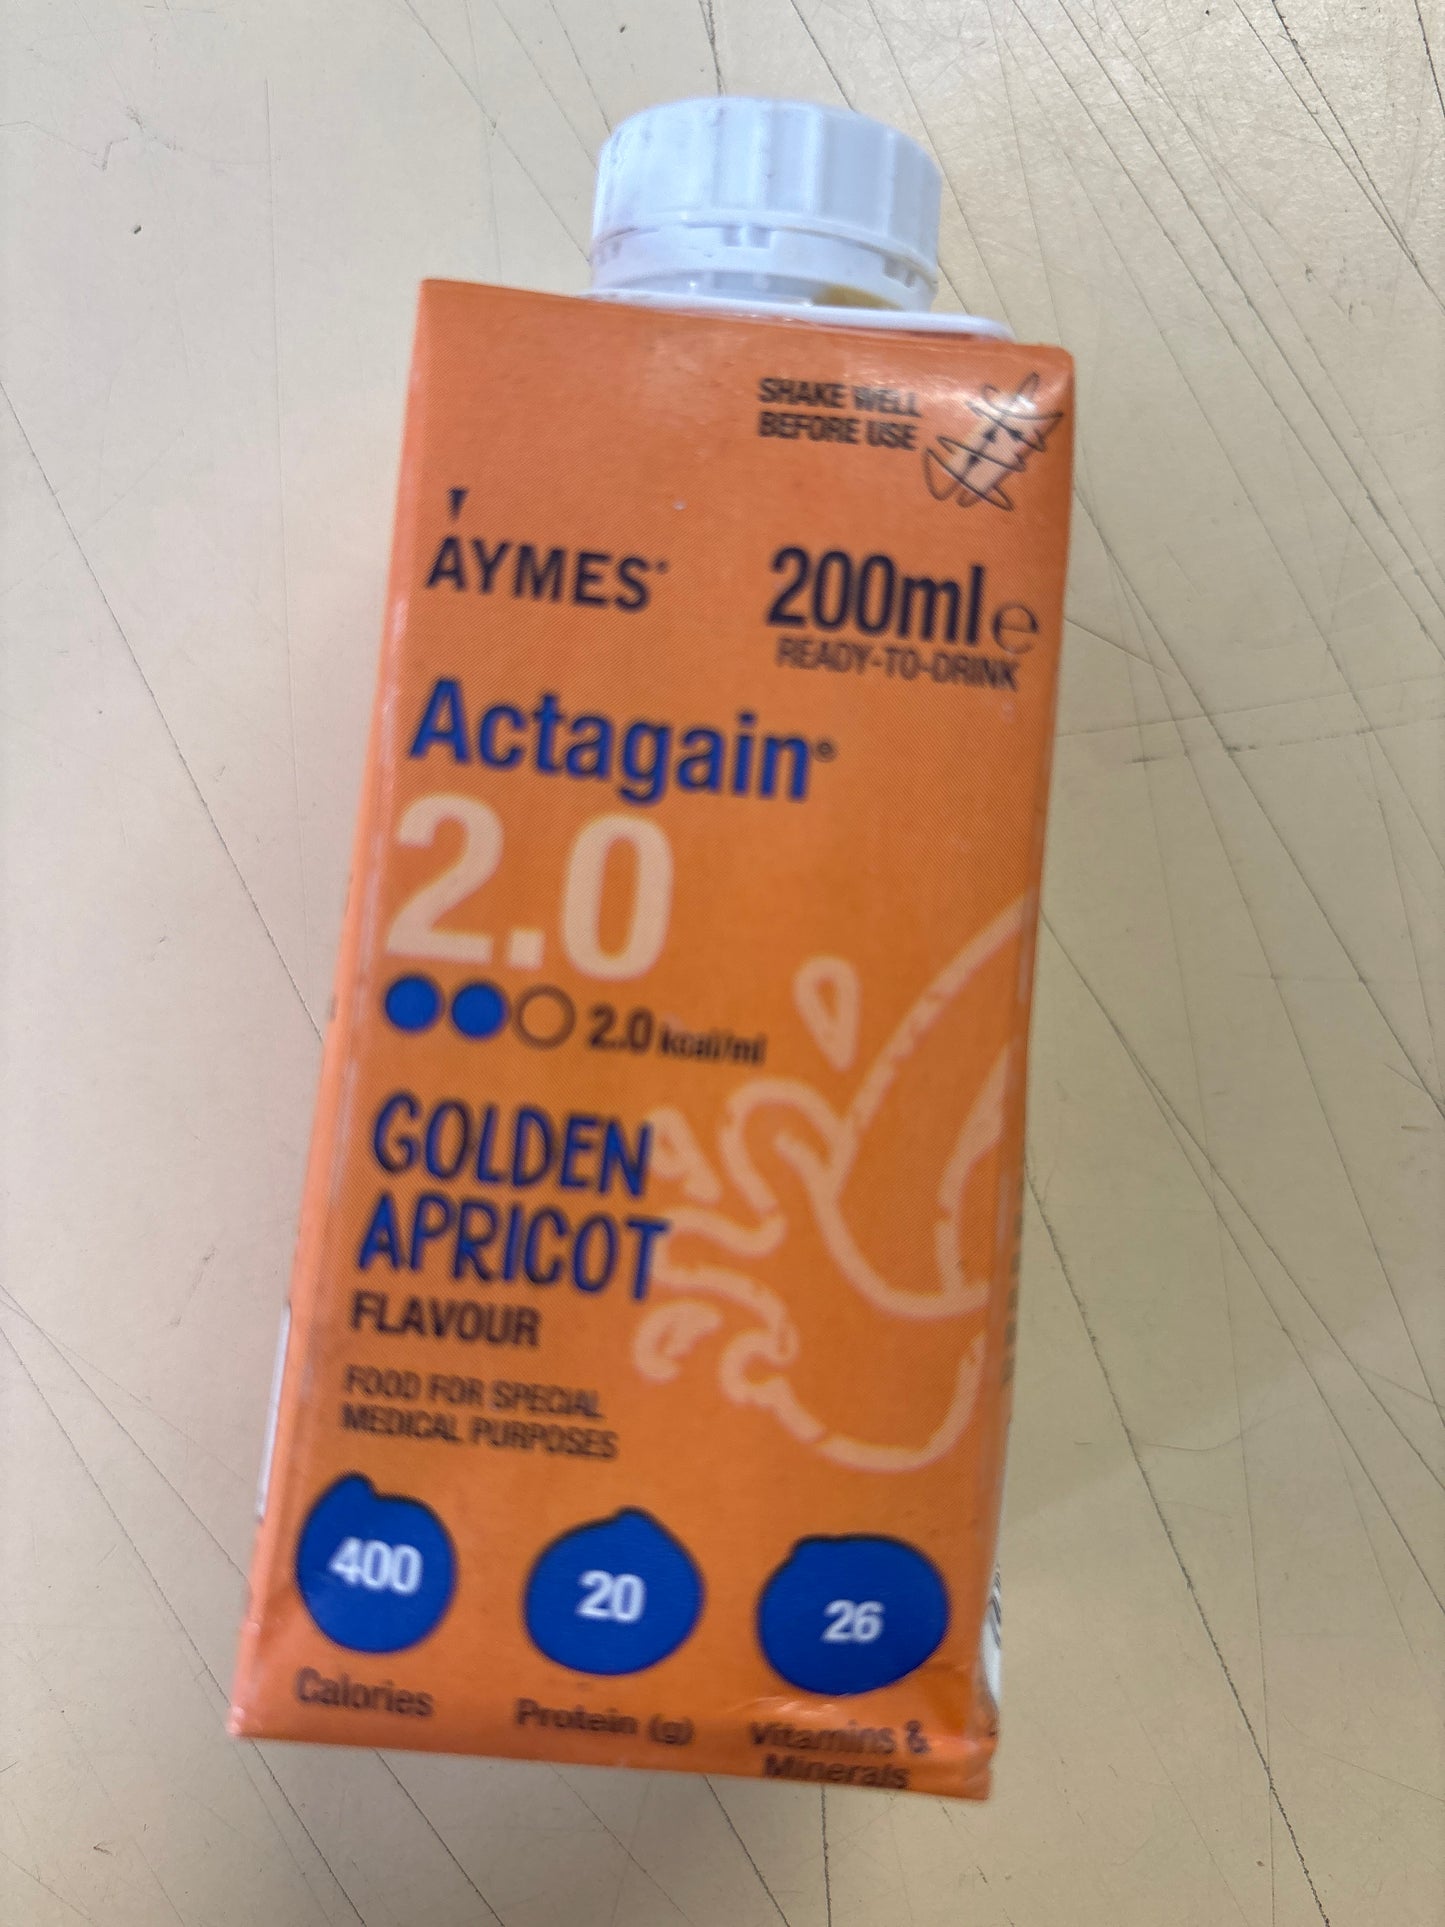 SHAKE WELL
BEFORE USE
AYMES®
200ml e
READY-TO-DRINK
Actagain®
2.0
2.0 kcal/ml
GOLDEN
APRICOT
FLAVOUR
FOOD FOR SPECIAL
MEDICAL PURPOSES
400
Calories
20
Protein (g)
26
Vitamins &
Minerals